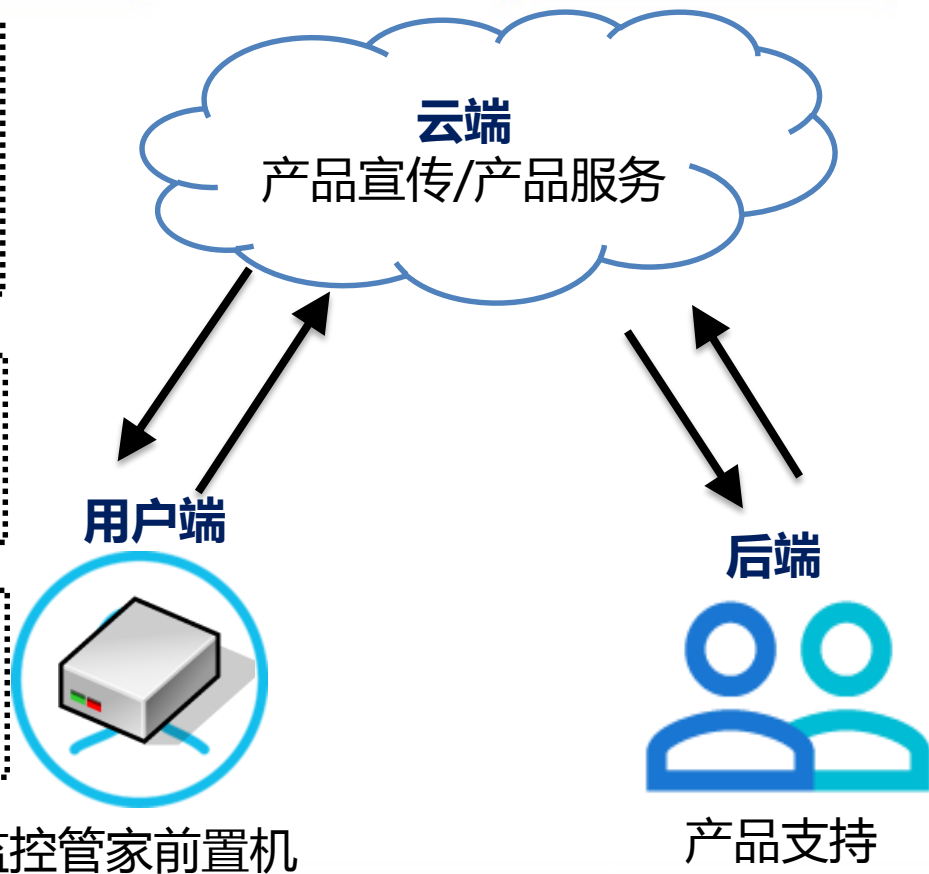 云端
产品宣传/产品服务
用户端
后端
监控管家前置机
产品支持